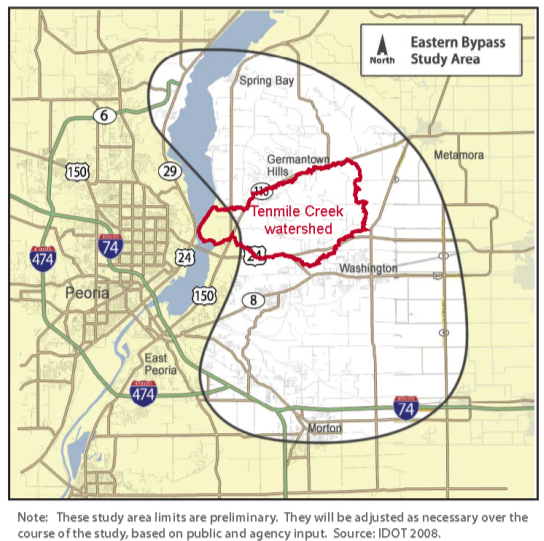 Eastern Bypass
Study Area
North
Spring Bay
6
Metamora
Germantown
Hills
150
29
116
Tenmile Creek
watershed
74
474
24
24
Washington
Peoria
150
8
East
Peoria
474
74
Morton
Note: These study area limits are preliminary. They will be adjusted as necessary over the
course of the study, based on public and agency input. Source: IDOT 2008.